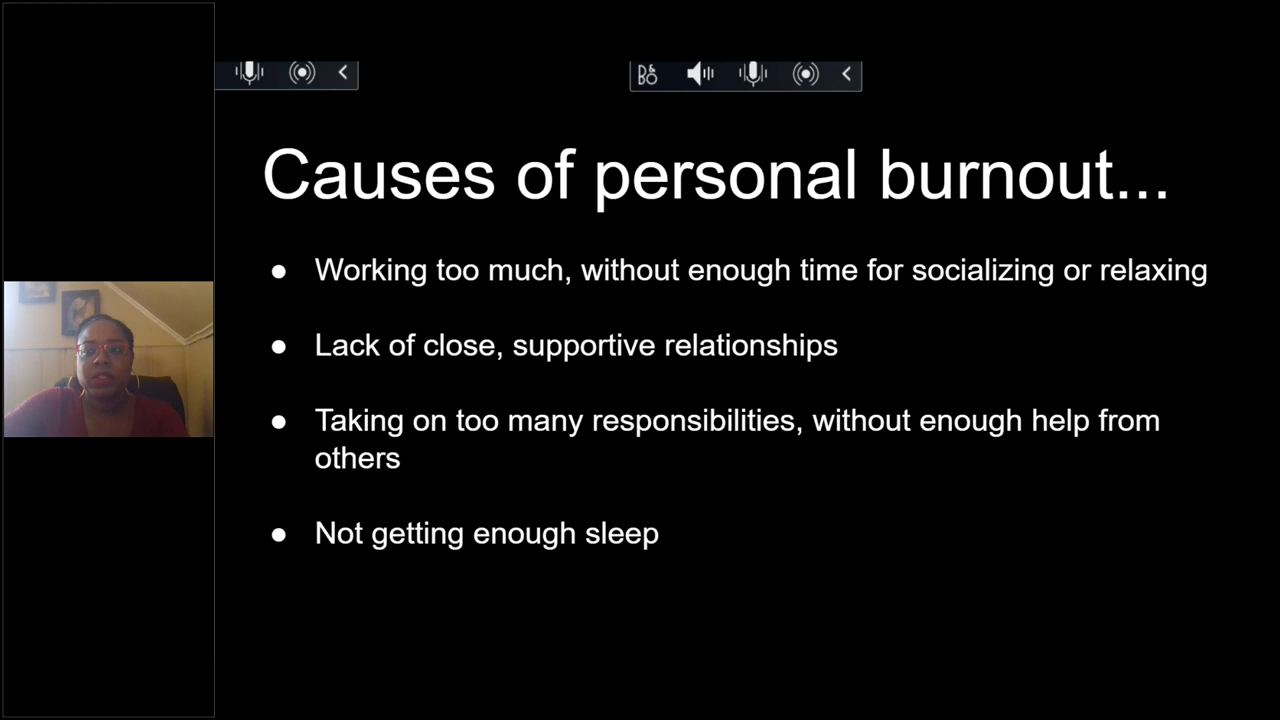 B&O
Causes of personal burnout...
● Working too much, without enough time for socializing or relaxing
● Lack of close, supportive relationships
● Taking on too many responsibilities, without enough help from
others
● Not getting enough sleep